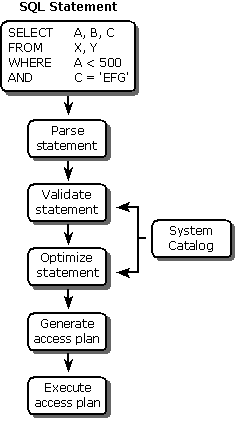 SQL Statement
SELECT A, B, C
FROM X, Y
WHERE A < 500
AND C = 'EFG'
Parse
statement
Validate
statement
System
Catalog
Optimize
statement
Generate
access plan
Execute
access plan